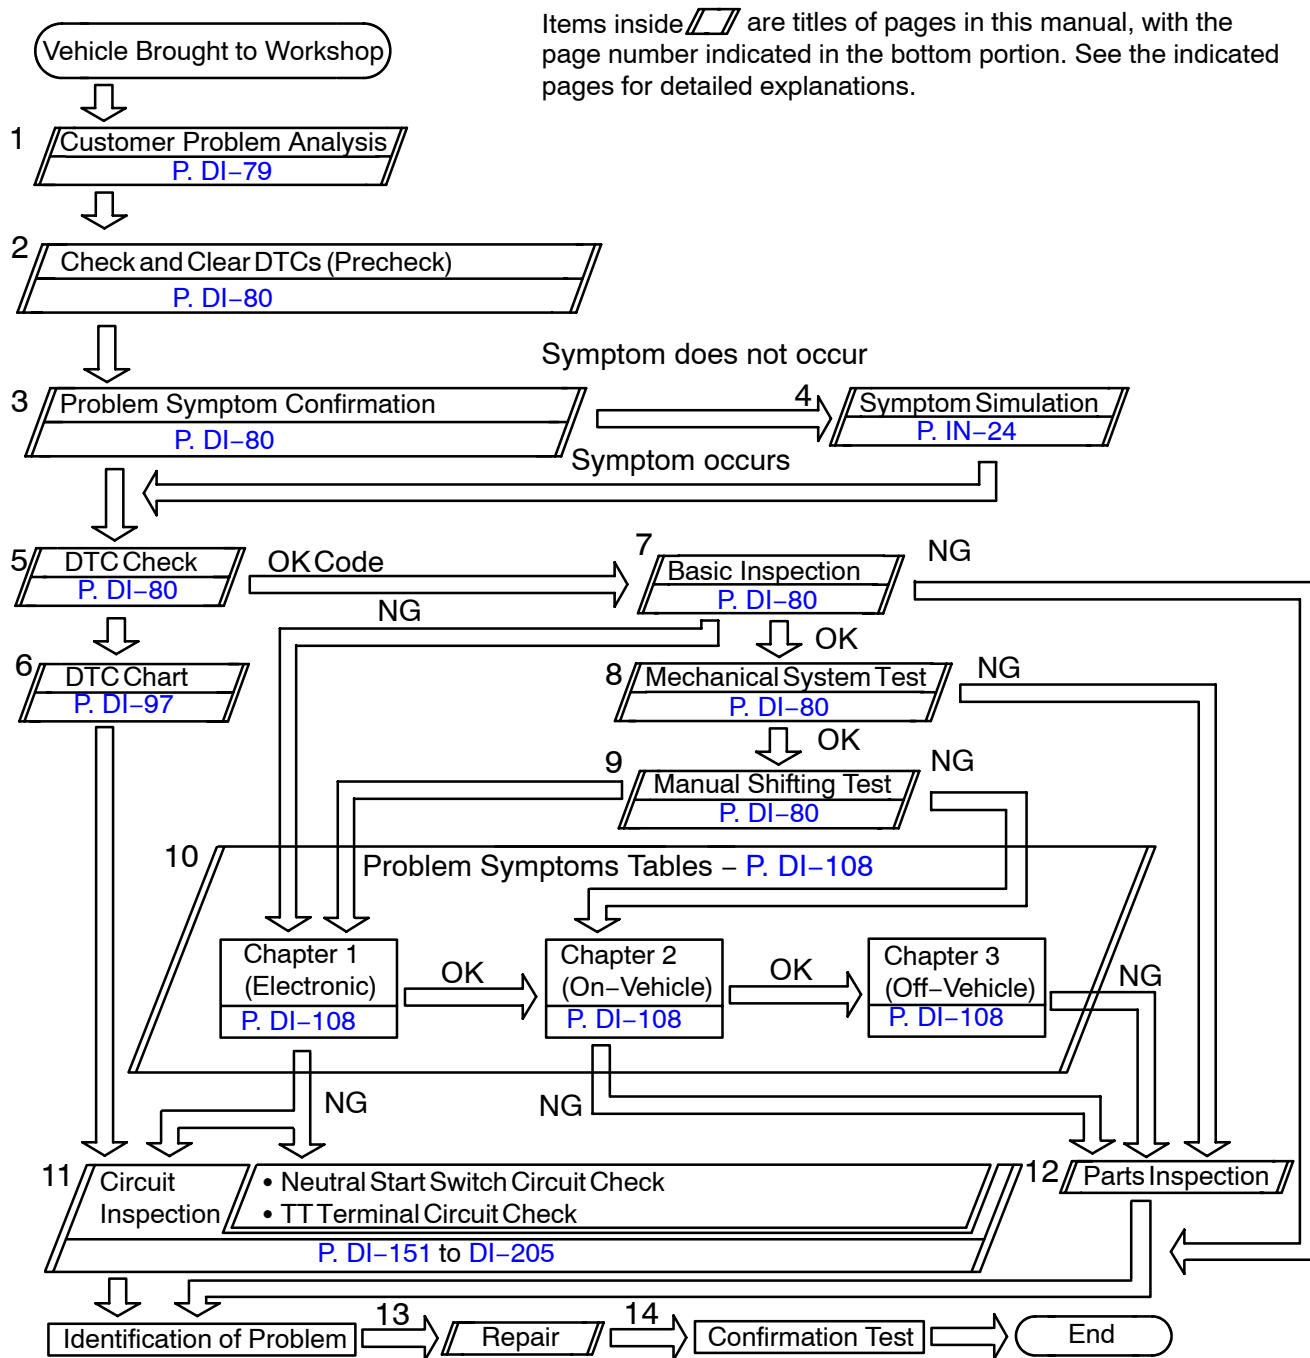 Vehicle Brought to Workshop
Items inside are titles of pages in this manual, with the
page number indicated in the bottom portion. See the indicated
pages for detailed explanations.
1
Customer Problem Analysis
P. DI–79
2
Check and Clear DTCs (Precheck)
P. DI–80
Symptom does not occur
3
Problem Symptom Confirmation
P. DI–80
4
Symptom Simulation
P. IN–24
Symptom occurs
5
DTC Check
P. DI–80
OK Code
NG
7
Basic Inspection
P. DI–80
NG
OK
6
DTC Chart
P. DI–97
8
Mechanical System Test
P. DI–80
NG
OK
9
Manual Shifting Test
P. DI–80
NG
10
Problem Symptoms Tables – P. DI–108
Chapter 1
(Electronic)
P. DI–108
OK
Chapter 2
(On–Vehicle)
P. DI–108
OK
Chapter 3
(Off–Vehicle)
P. DI–108
NG
NG
NG
11
Circuit
Inspection
• Neutral Start Switch Circuit Check
• TT Terminal Circuit Check
P. DI–151 to DI–205
12
Parts Inspection
Identification of Problem
13
Repair
14
Confirmation Test
End